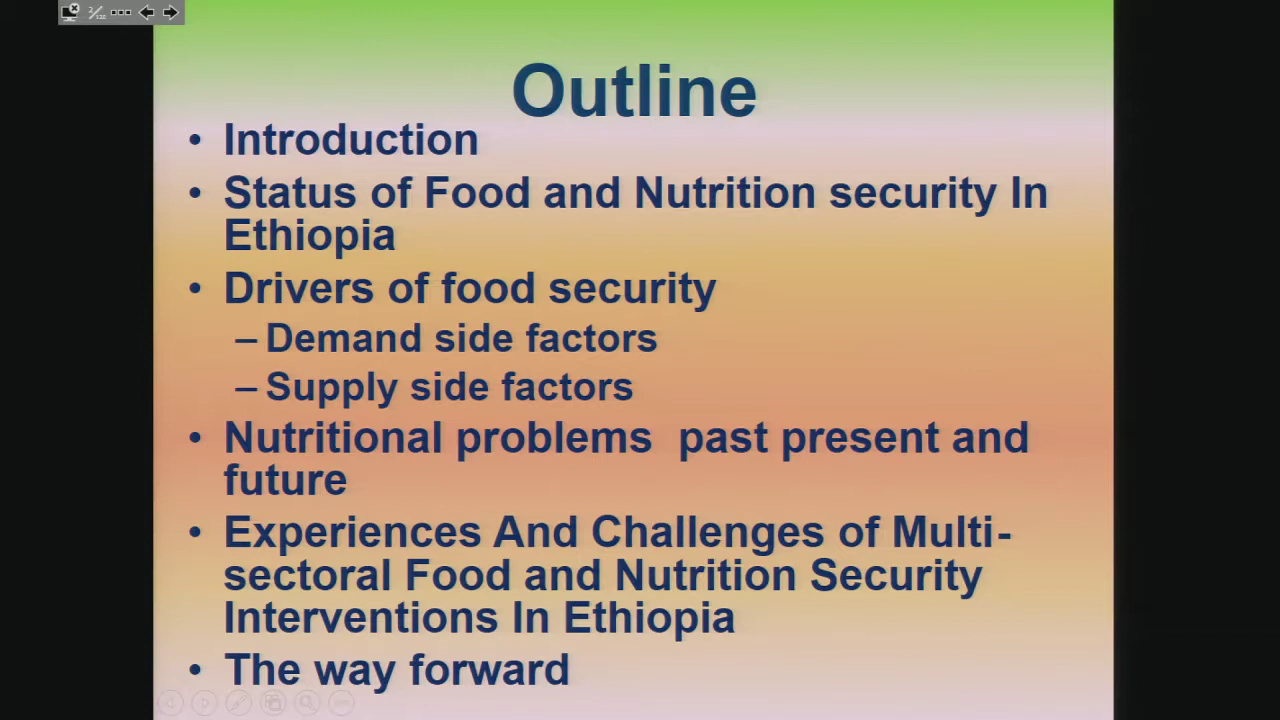 Outline
• Introduction
• Status of Food and Nutrition security In
Ethiopia
• Drivers of food security
– Demand side factors
– Supply side factors
• Nutritional problems  past present and
future
• Experiences And Challenges of Multi-
sectoral Food and Nutrition Security
Interventions In Ethiopia
• The way forward